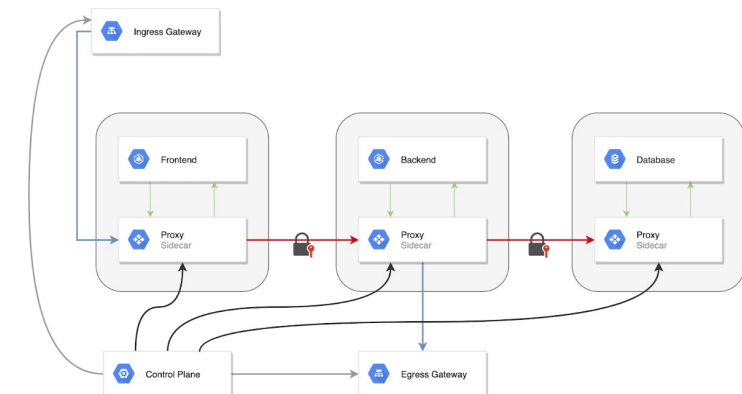 Ingress Gateway
Frontend
Backend
Database
Proxy
Sidecar
Proxy
Sidecar
Proxy
Sidecar
Control Plane
Egress Gateway